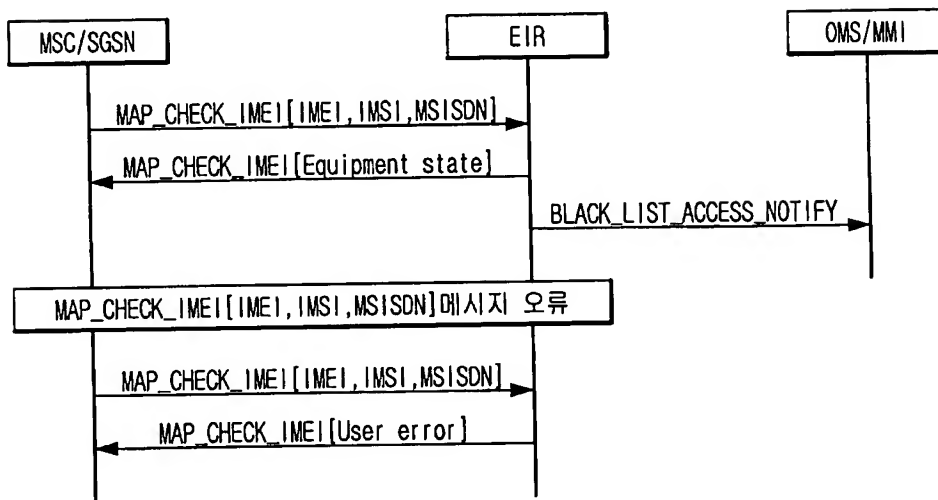 MSC/SGSN
EIR
OMS/MMI
MAP_CHECK_IMEI[IMEI,IMSI,MSISDN]
MAP_CHECK_IMEI[Equipment state]
BLACK_LIST_ACCESS_NOTIFY
MAP_CHECK_IMEI[IMEI,IMSI,MSISDN]메시지 오류
MAP_CHECK_IMEI[IMEI,IMSI,MSISDN]
MAP_CHECK_IMEI[User error]